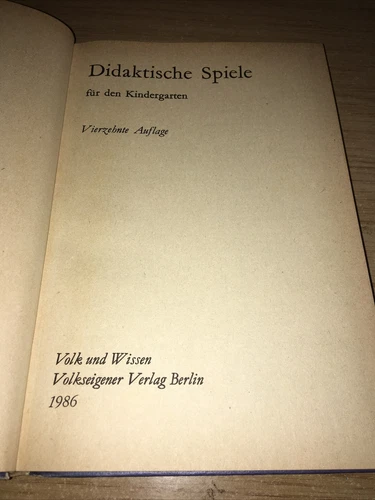 Didaktische Spiele
für den Kindergarten
Vierzehnte Auflage
Volk und Wissen
Volkseigener Verlag Berlin
1986